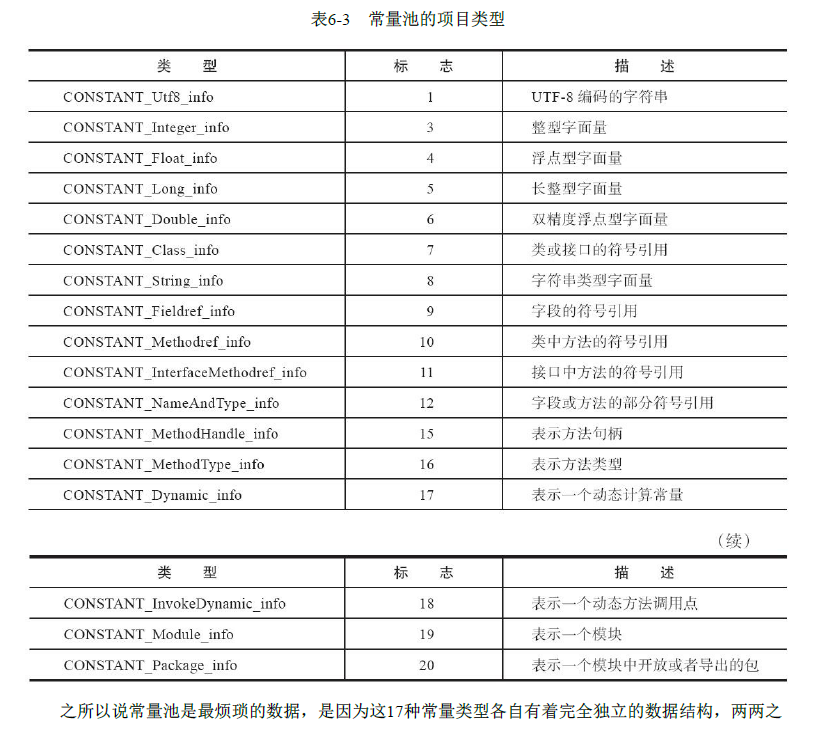 表6-3 常量池的项目类型
类 型 标 志 描 述
CONSTANT_Utf8_info 1 UTF-8 编码的字符串
CONSTANT_Integer_info 3 整型字面量
CONSTANT_Float_info 4 浮点型字面量
CONSTANT_Long_info 5 长整型字面量
CONSTANT_Double_info 6 双精度浮点型字面量
CONSTANT_Class_info 7 类或接口的符号引用
CONSTANT_String_info 8 字符串类型字面量
CONSTANT_Fieldref_info 9 字段的符号引用
CONSTANT_Methodref_info 10 类中方法的符号引用
CONSTANT_InterfaceMethodref_info 11 接口中方法的符号引用
CONSTANT_NameAndType_info 12 字段或方法的部分符号引用
CONSTANT_MethodHandle_info 15 表示方法句柄
CONSTANT_MethodType_info 16 表示方法类型
CONSTANT_Dynamic_info 17 表示一个动态计算常量
（续）
类 型 标 志 描 述
CONSTANT_InvokeDynamic_info 18 表示一个动态方法调用点
CONSTANT_Module_info 19 表示一个模块
CONSTANT_Package_info 20 表示一个模块中开放或者导出的包
之所以说常量池是最烦琐的数据，是因为这17种常量类型各自有着完全独立的数据结构，两两之